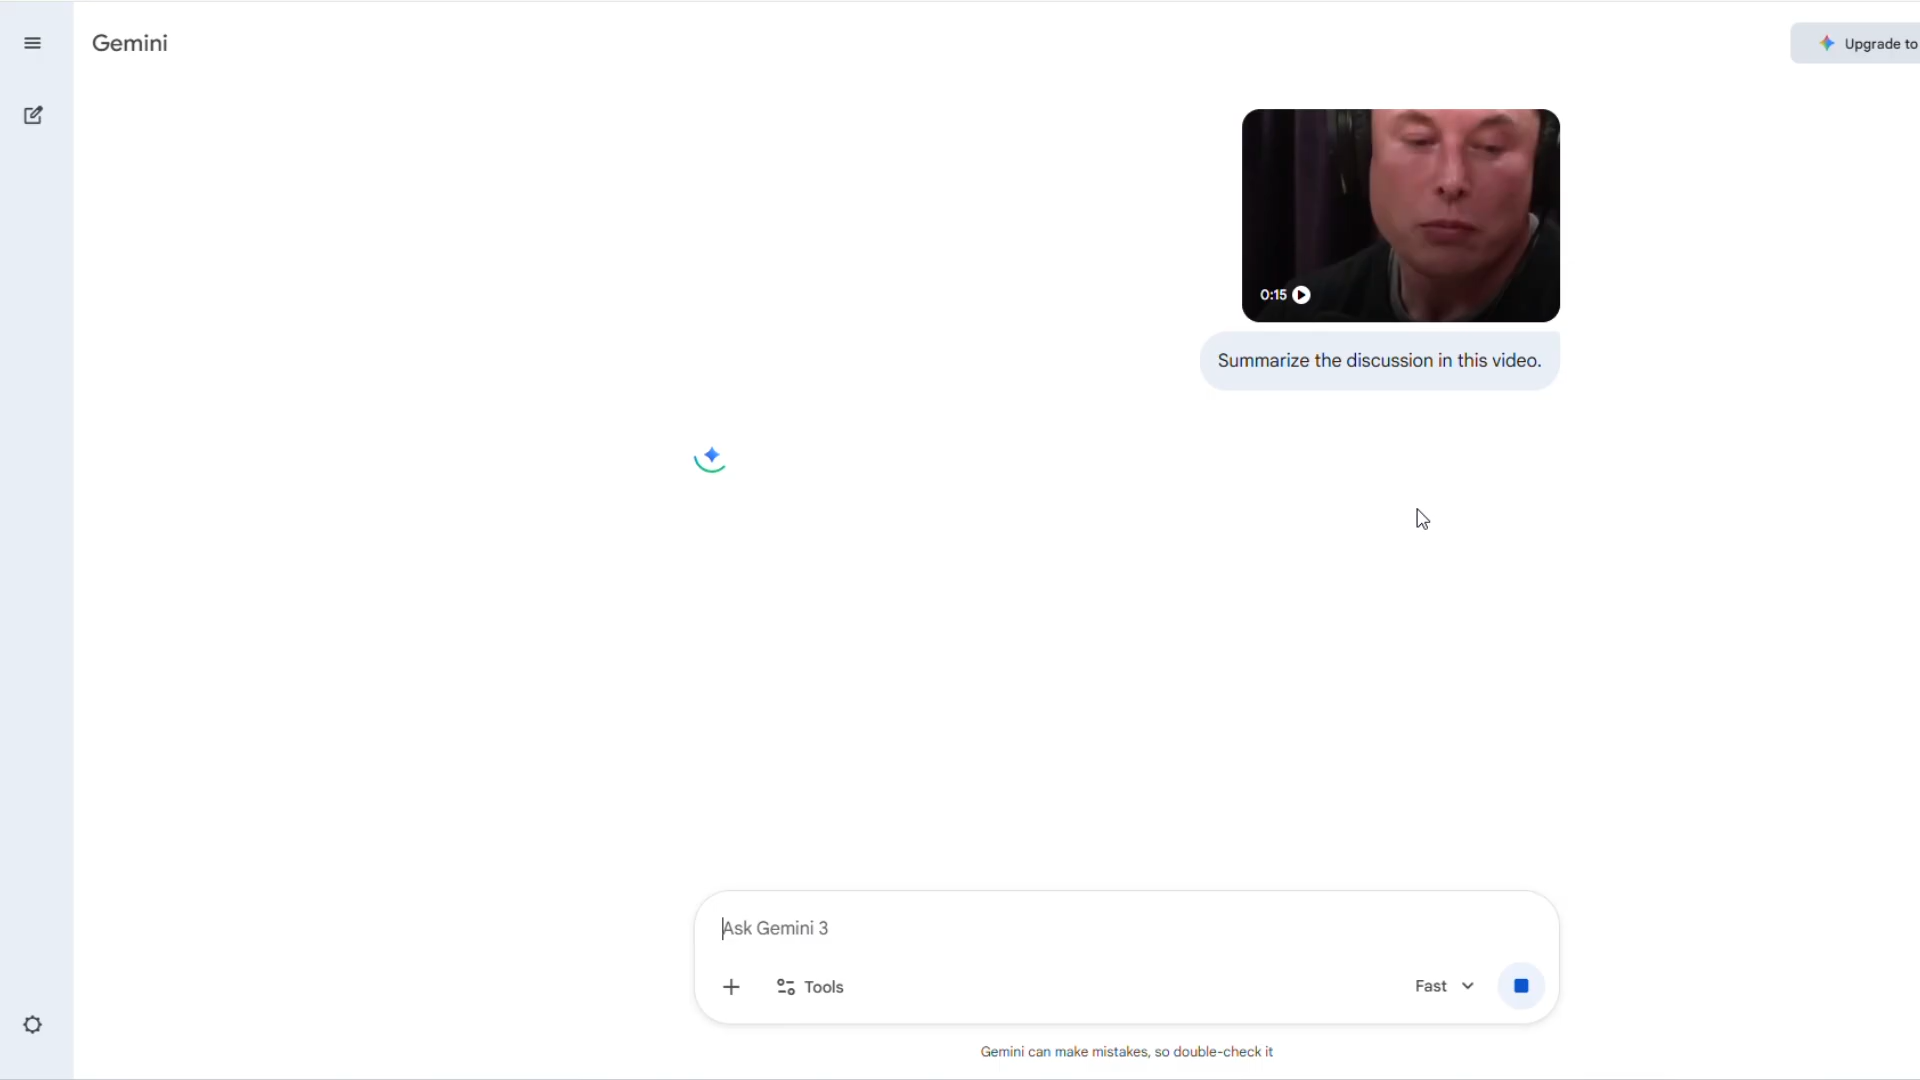 Gemini
Upgrade to
0:15
Summarize the discussion in this video.
Ask Gemini 3
Tools
Fast
Gemini can make mistakes, so double-check it